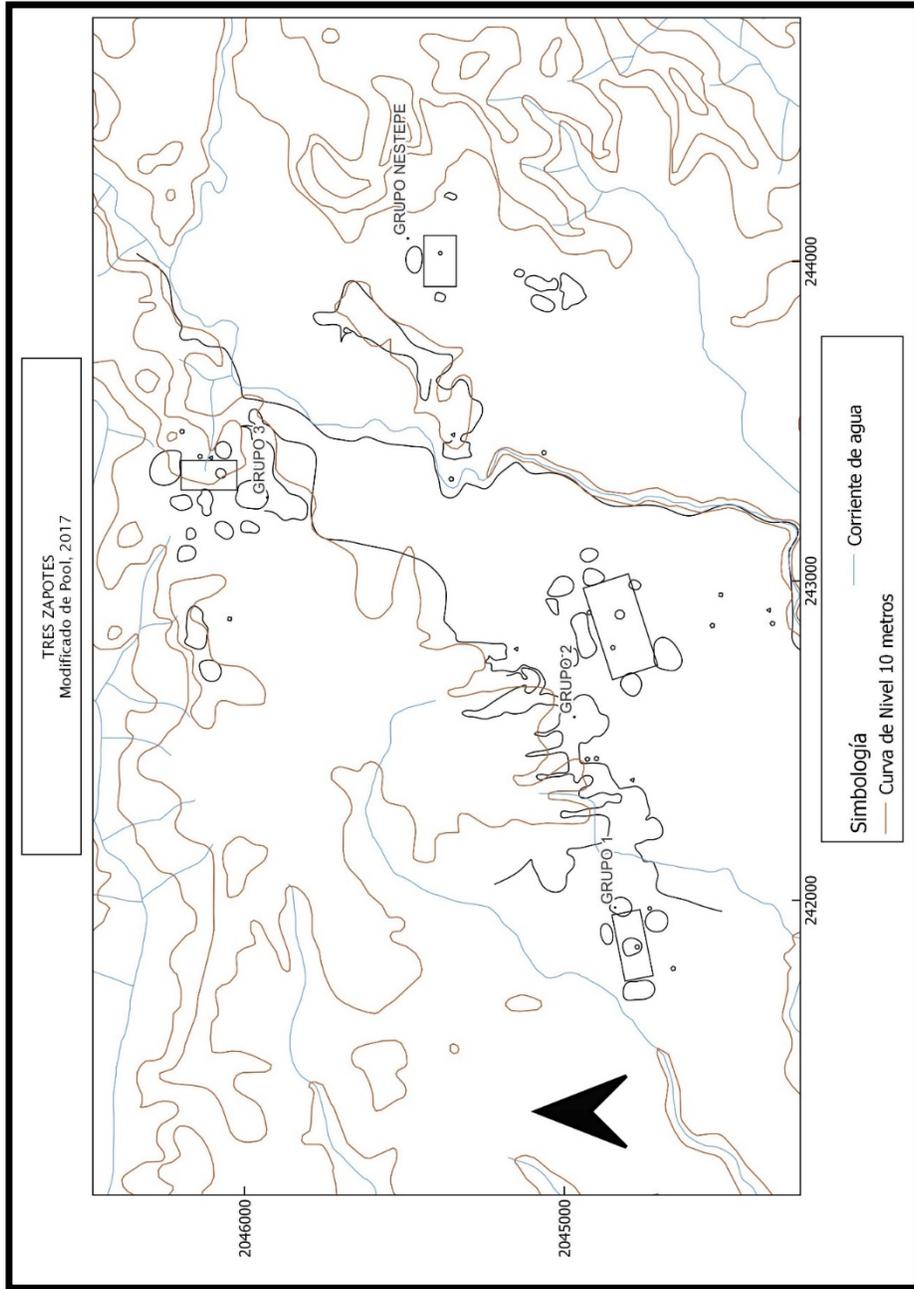 TRES ZAPOTES
Modificado de Pool, 2017
GRUPO NESTEPE
GRUPO 3
GRUPO 2
GRUPO 1
2046000
2045000
242000
243000
244000
Simbología
Curva de Nivel 10 metros
Corriente de agua